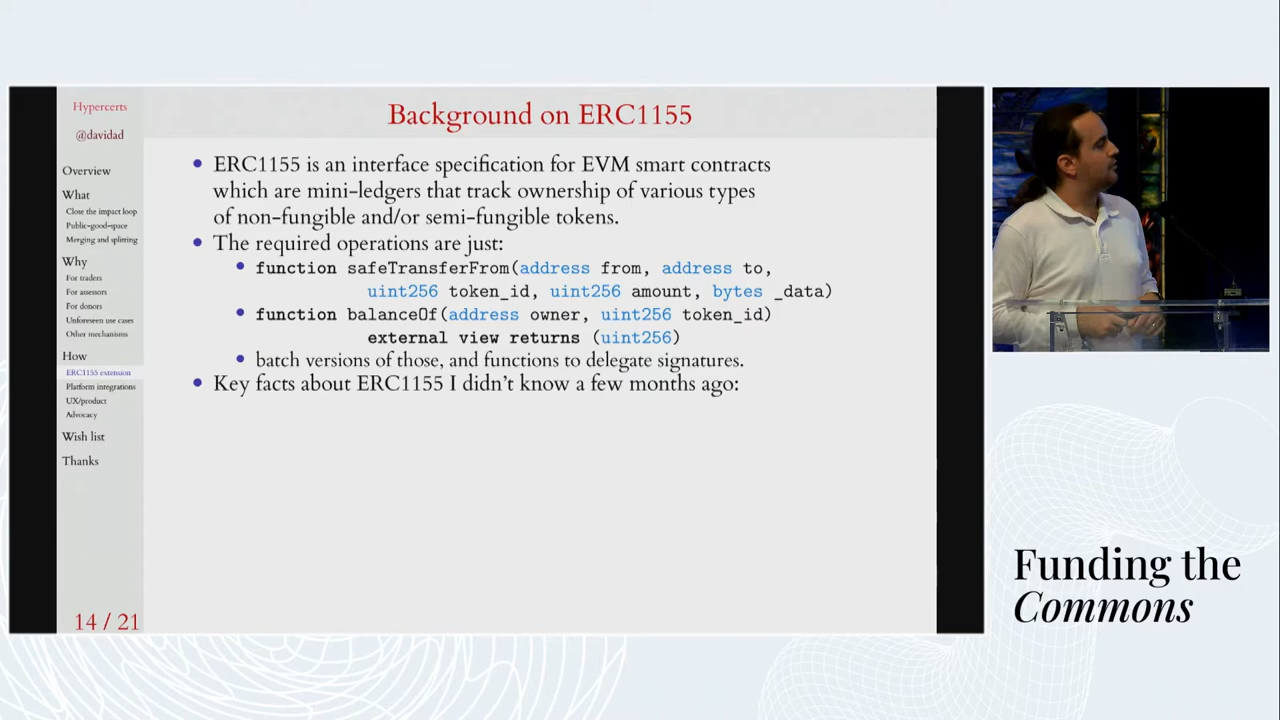 Hypercerts
@davidad
Overview
What
Close the impact loop
Public-good-space
Merging and splitting
Why
For traders
For assessors
For donors
Unforeseen use cases
Other mechanisms
How
ERC1155 extension
Platform integrations
UX/product
Advocacy
Wish list
Thanks
14 / 21
Background on ERC1155
• ERC1155 is an interface specification for EVM smart contracts
which are mini-ledgers that track ownership of various types
of non-fungible and/or semi-fungible tokens.
• The required operations are just:
• function safeTransferFrom(address from, address to,
uint256 token_id, uint256 amount, bytes _data)
• function balanceOf(address owner, uint256 token_id)
external view returns (uint256)
• batch versions of those, and functions to delegate signatures.
• Key facts about ERC1155 I didn't know a few months ago:
Funding the
Commons